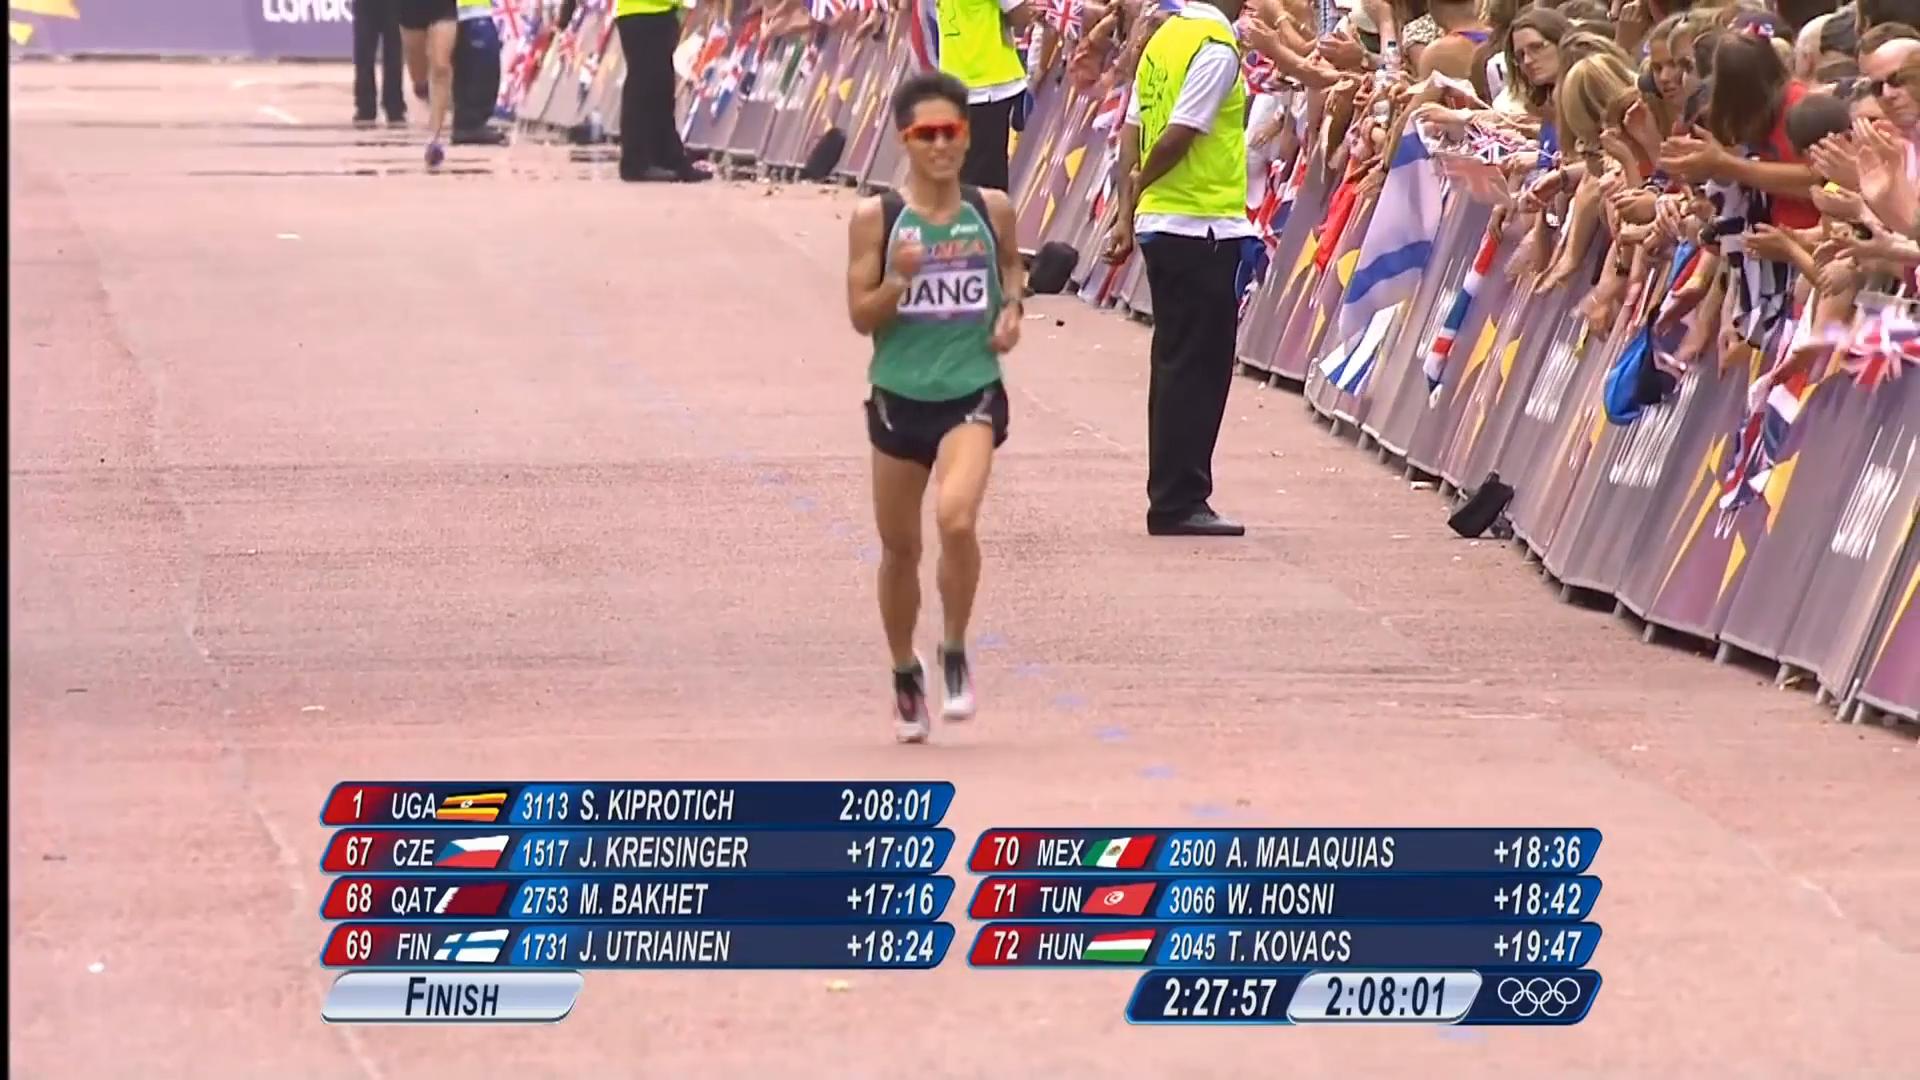 London
JANG
1 UGA 3113 S. KIPROTICH 2:08:01
67 CZE 1517 J. KREISINGER +17:02
68 QAT 2753 M. BAKHET +17:16
69 FIN 1731 J. UTRIAINEN +18:24
70 MEX 2500 A. MALAQUIAS +18:36
71 TUN 3066 W. HOSNI +18:42
72 HUN 2045 T. KOVACS +19:47
FINISH
2:27:57 2:08:01